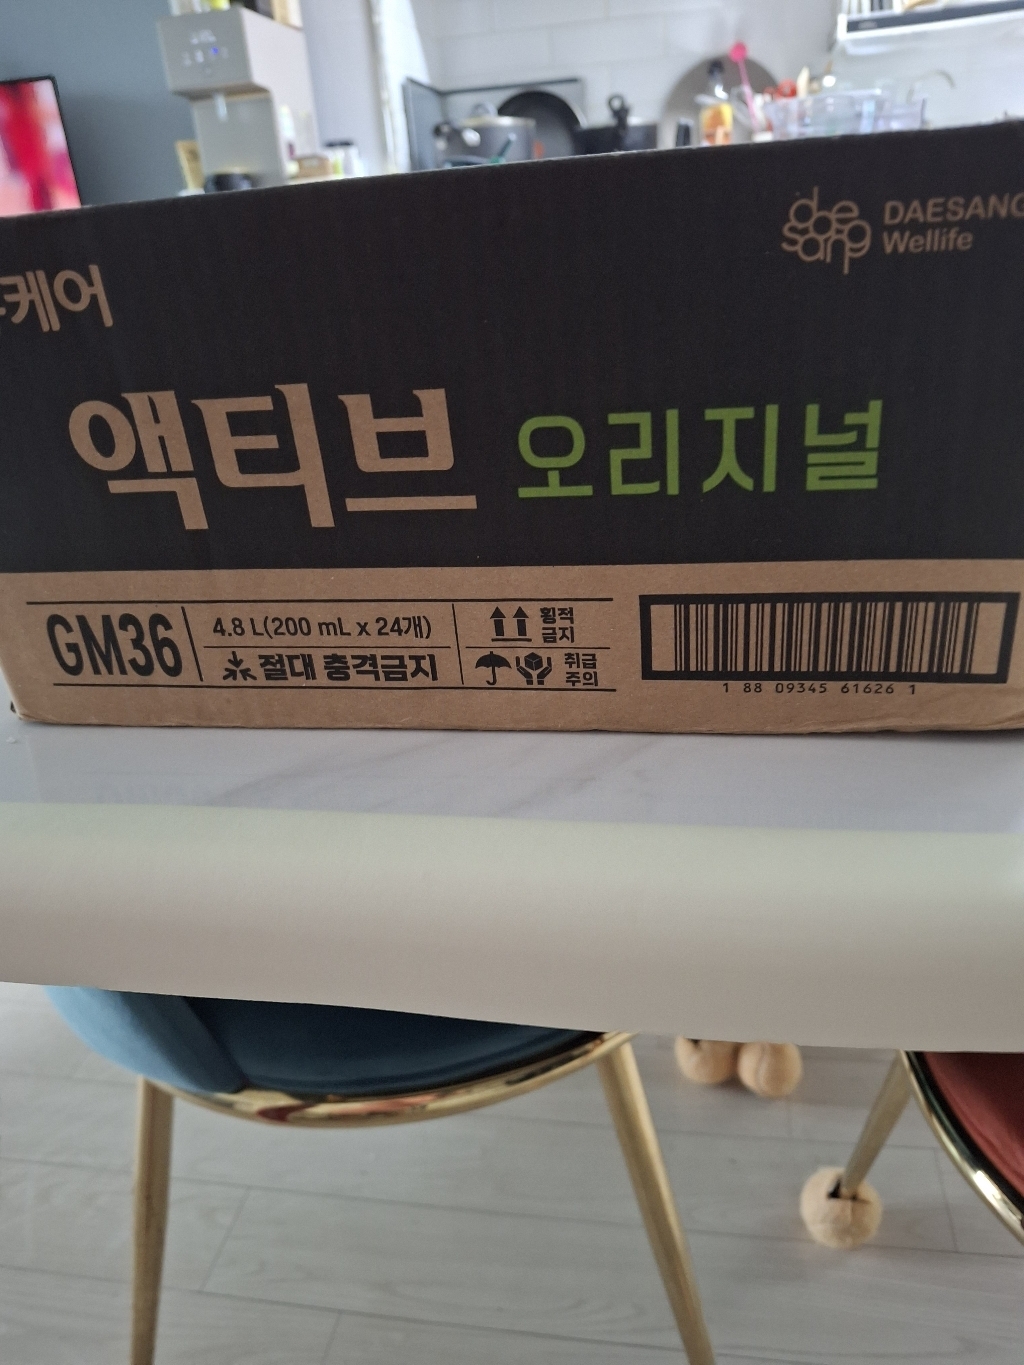 daesang
DAESANG
Wellife
케어
액티브 오리지널
GM36
4.8 L(200 mL x 24개)
절대 충격금지
횡적
금지
취급
주의
1 88 09345 61626 1